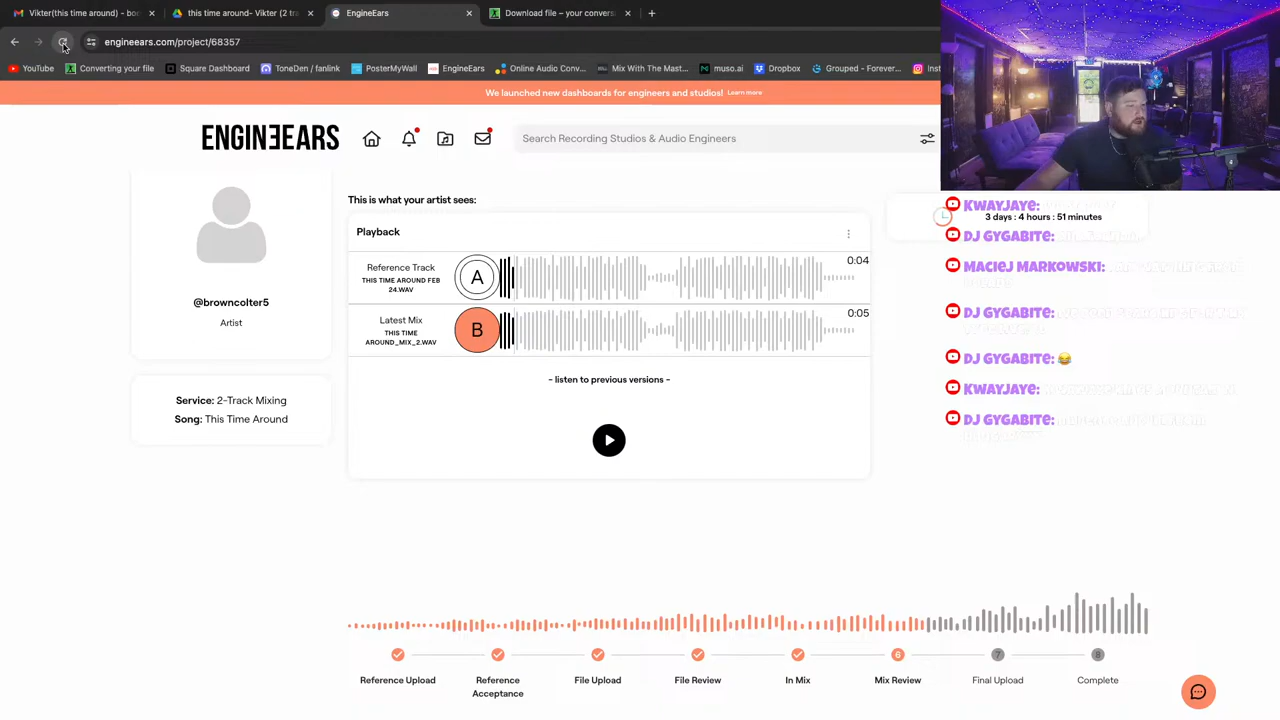 Vikter(this time around) – bo
this time around– Vikter (2 tr
EngineEars
Download file – your conversa
engineears.com/project/68357
YouTube
Converting your file
Square Dashboard
ToneDen / fanlink
PosterMyWall
EngineEars
Online Audio Conv...
Mix With The Mast...
muso.ai
Dropbox
Grouped - Forever...
Inst
We launched new dashboards for engineers and studios! Learn more
ENGINEEARS
Search Recording Studios & Audio Engineers
@browncolter5
Artist
Service: 2-Track Mixing
Song: This Time Around
This is what your artist sees:
Playback
Reference Track
THIS TIME AROUND FEB
24.WAV
A
0:04
Latest Mix
THIS TIME
AROUND_MIX_2.WAV
B
0:05
– listen to previous versions –
3 days : 4 hours : 51 minutes
KWAYJAYE:
DJ GYGABITE:
MACIEJ MARKOWSKI:
DJ GYGABITE:
DJ GYGABITE: 😂
KWAYJAYE:
DJ GYGABITE:
6
7
8
Reference Upload
Reference
Acceptance
File Upload
File Review
In Mix
Mix Review
Final Upload
Complete